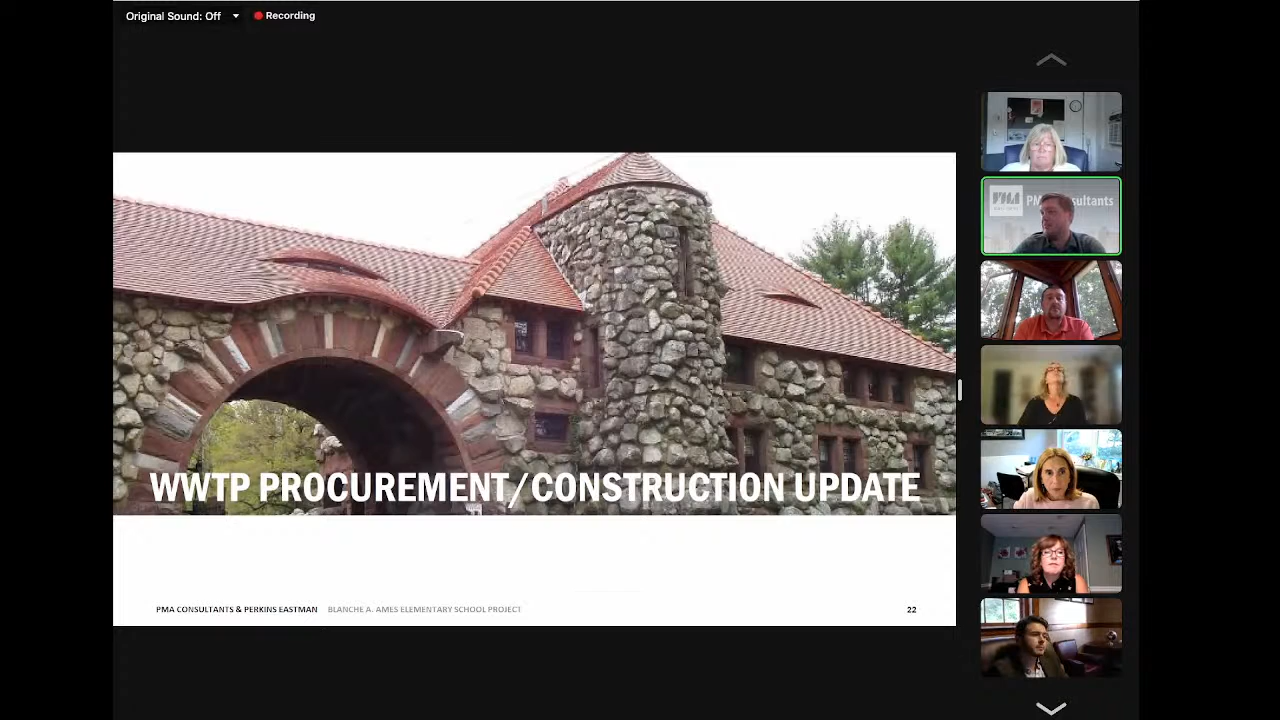 Original Sound: Off
Recording
PMA Consultants
WWTP PROCUREMENT/CONSTRUCTION UPDATE
PMA CONSULTANTS & PERKINS EASTMAN BLANCHE A. AMES ELEMENTARY SCHOOL PROJECT 22